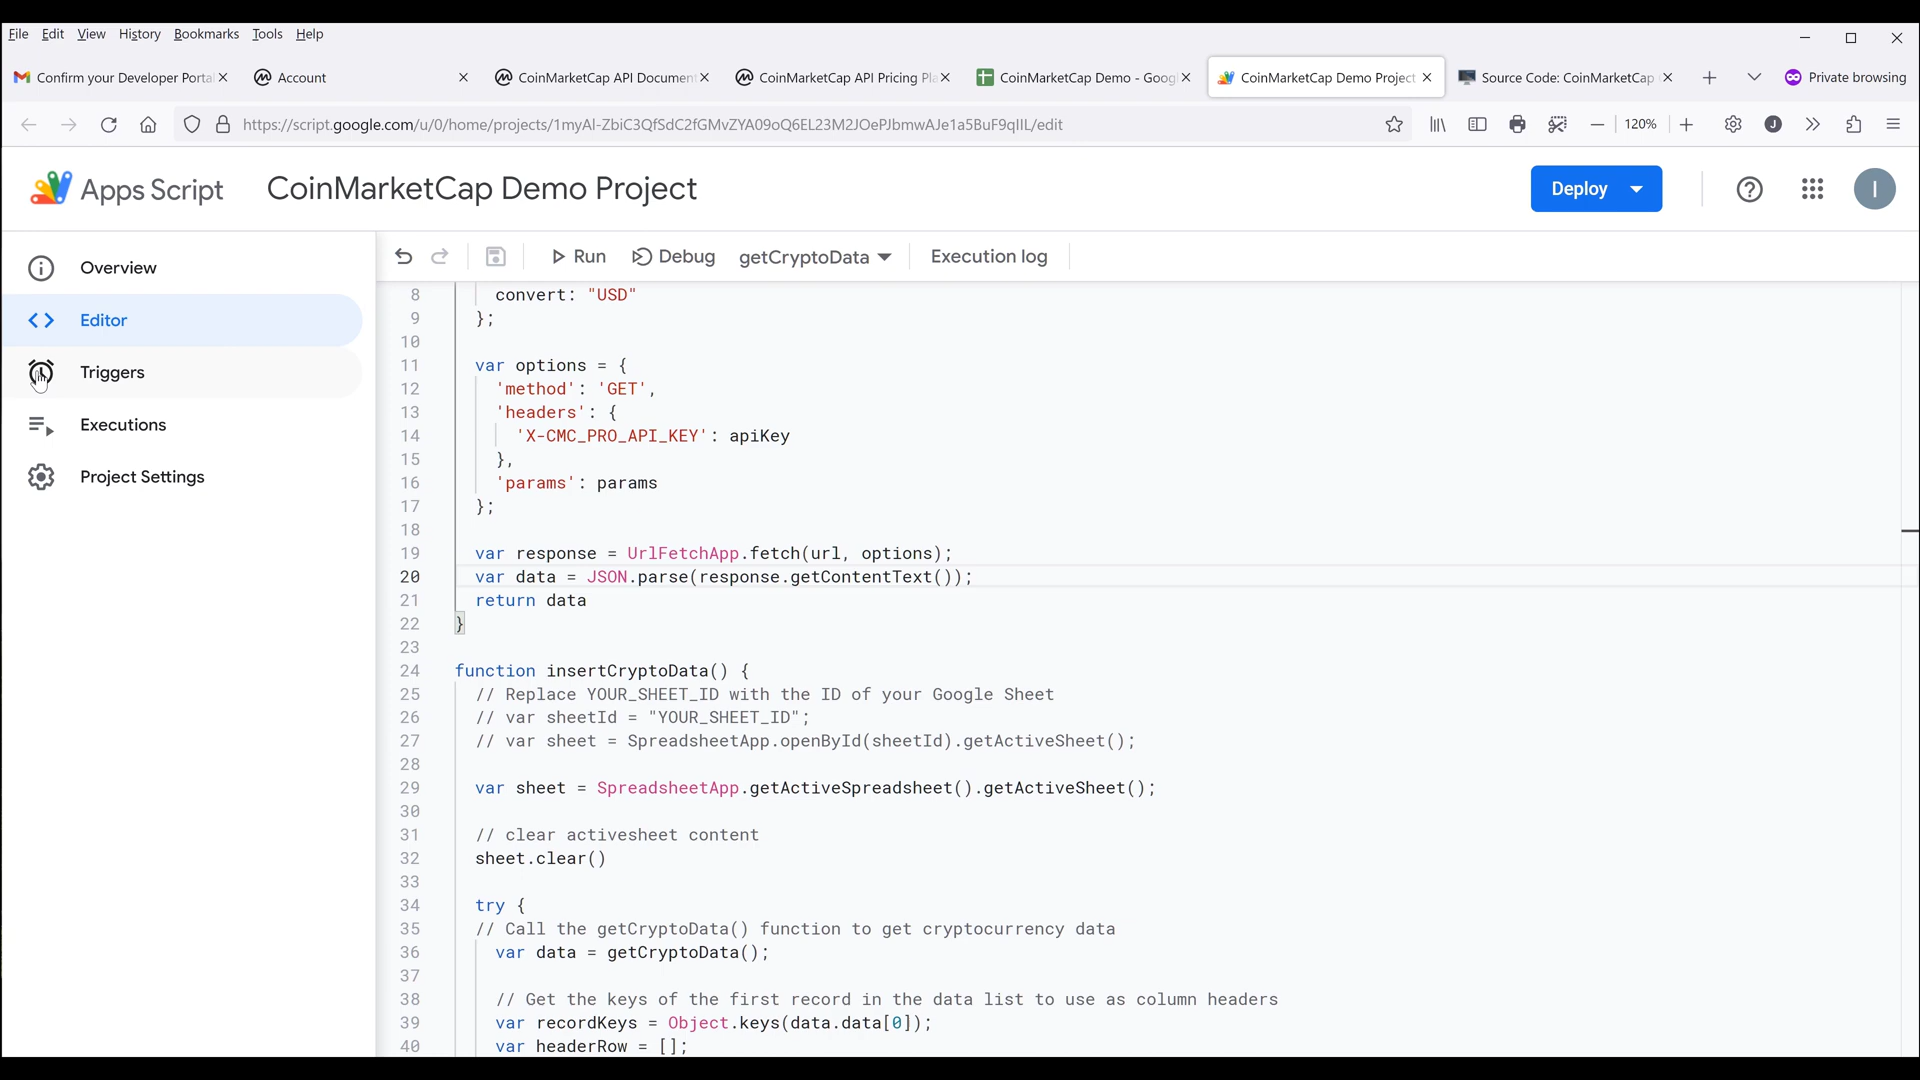 File Edit View History Bookmarks Tools Help
Confirm your Developer Porta
Account
CoinMarketCap API Document
CoinMarketCap API Pricing Pla
CoinMarketCap Demo - Goog
CoinMarketCap Demo Project
Source Code: CoinMarketCap
Private browsing
https://script.google.com/u/0/home/projects/1myAI-ZbiC3QfSdC2fGMvZYA09oQ6EL23M2JOePJbmwAJe1a5BuF9qIIL/edit
120%
J
Apps Script
CoinMarketCap Demo Project
Deploy
I
Overview
Editor
Triggers
Executions
Project Settings
Run Debug getCryptoData Execution log
8 convert: "USD"
9 };
10
11 var options = {
12 'method': 'GET',
13 'headers': {
14 'X-CMC_PRO_API_KEY': apiKey
15 },
16 'params': params
17 };
18
19 var response = UrlFetchApp.fetch(url, options);
20 var data = JSON.parse(response.getContentText());
21 return data
22 }
23
24 function insertCryptoData() {
25 // Replace YOUR_SHEET_ID with the ID of your Google Sheet
26 // var sheetId = "YOUR_SHEET_ID";
27 // var sheet = SpreadsheetApp.openById(sheetId).getActiveSheet();
28
29 var sheet = SpreadsheetApp.getActiveSpreadsheet().getActiveSheet();
30
31 // clear activesheet content
32 sheet.clear()
33
34 try {
35 // Call the getCryptoData() function to get cryptocurrency data
36 var data = getCryptoData();
37
38 // Get the keys of the first record in the data list to use as column headers
39 var recordKeys = Object.keys(data.data[0]);
40 var headerRow = [];